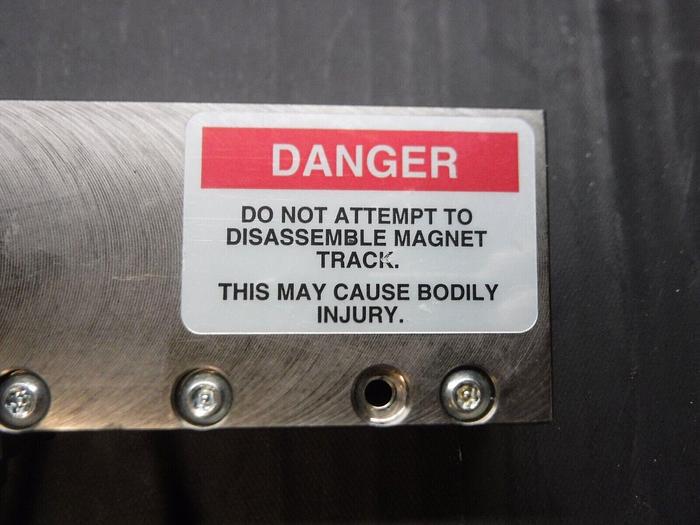 DANGER
DO NOT ATTEMPT TO
DISASSEMBLE MAGNET
TRACK.
THIS MAY CAUSE BODILY
INJURY.